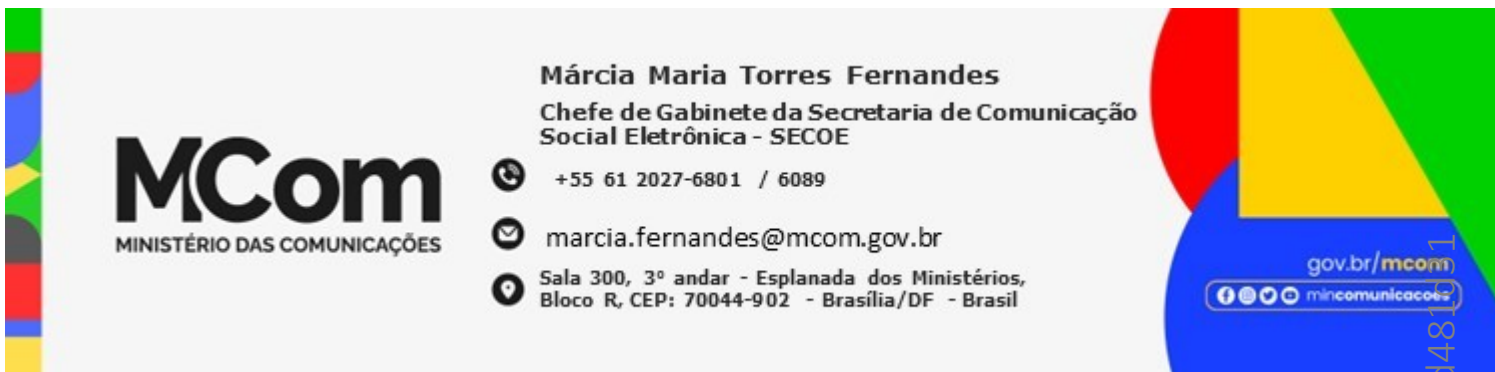 Márcia Maria Torres Fernandes
Chefe de Gabinete da Secretaria de Comunicação
Social Eletrônica - SECOE
MCom
MINISTÉRIO DAS COMUNICAÇÕES
+55 61 2027-6801 / 6089
marcia.fernandes@mcom.gov.br
Sala 300, 3º andar - Esplanada dos Ministérios,
Bloco R, CEP: 70044-902 - Brasília/DF - Brasil
gov.br/mcom
mincomunicacoes